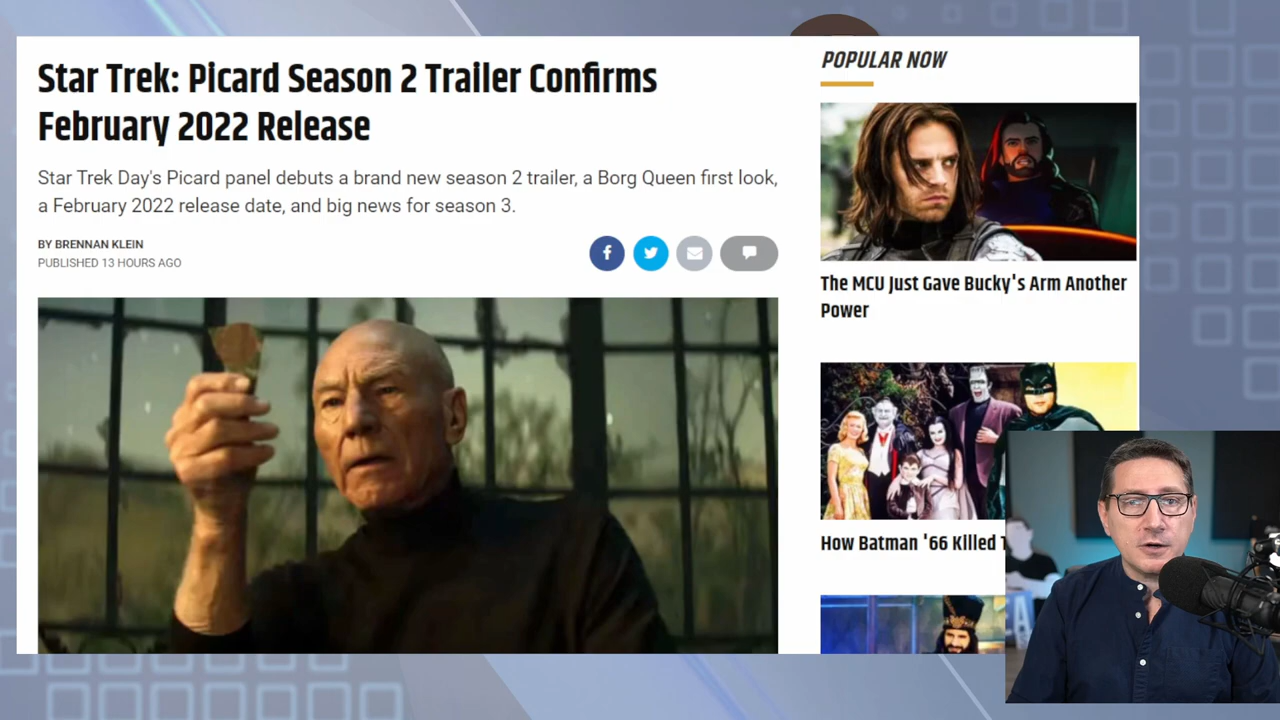 Star Trek: Picard Season 2 Trailer Confirms
February 2022 Release
Star Trek Day's Picard panel debuts a brand new season 2 trailer, a Borg Queen first look,
a February 2022 release date, and big news for season 3.
BY BRENNAN KLEIN
PUBLISHED 13 HOURS AGO
POPULAR NOW
The MCU Just Gave Bucky's Arm Another
Power
How Batman '66 Killed